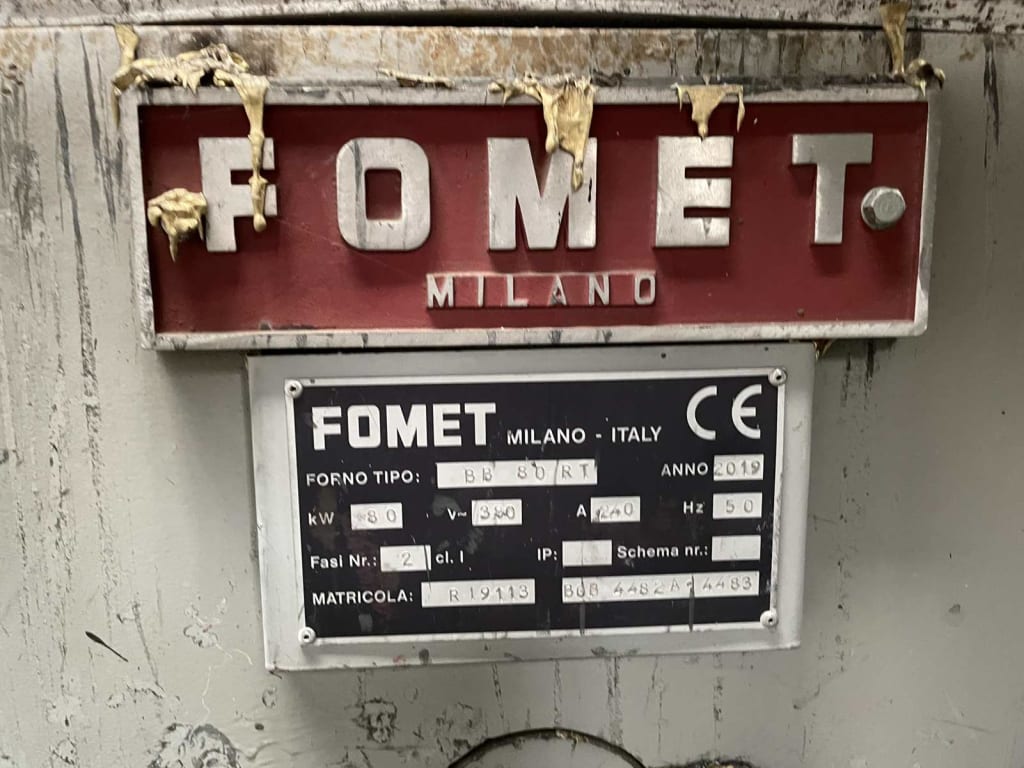 FOMET
MILANO
FOMET MILANO - ITALY CE
FORNO TIPO: BB 80 RT ANNO 2019
kW 80 V~ 380 A 240 Hz 50
Fasi Nr.: 2 cl. I IP: Schema nr.:
MATRICOLA: R19113 BOB 4482A-4483